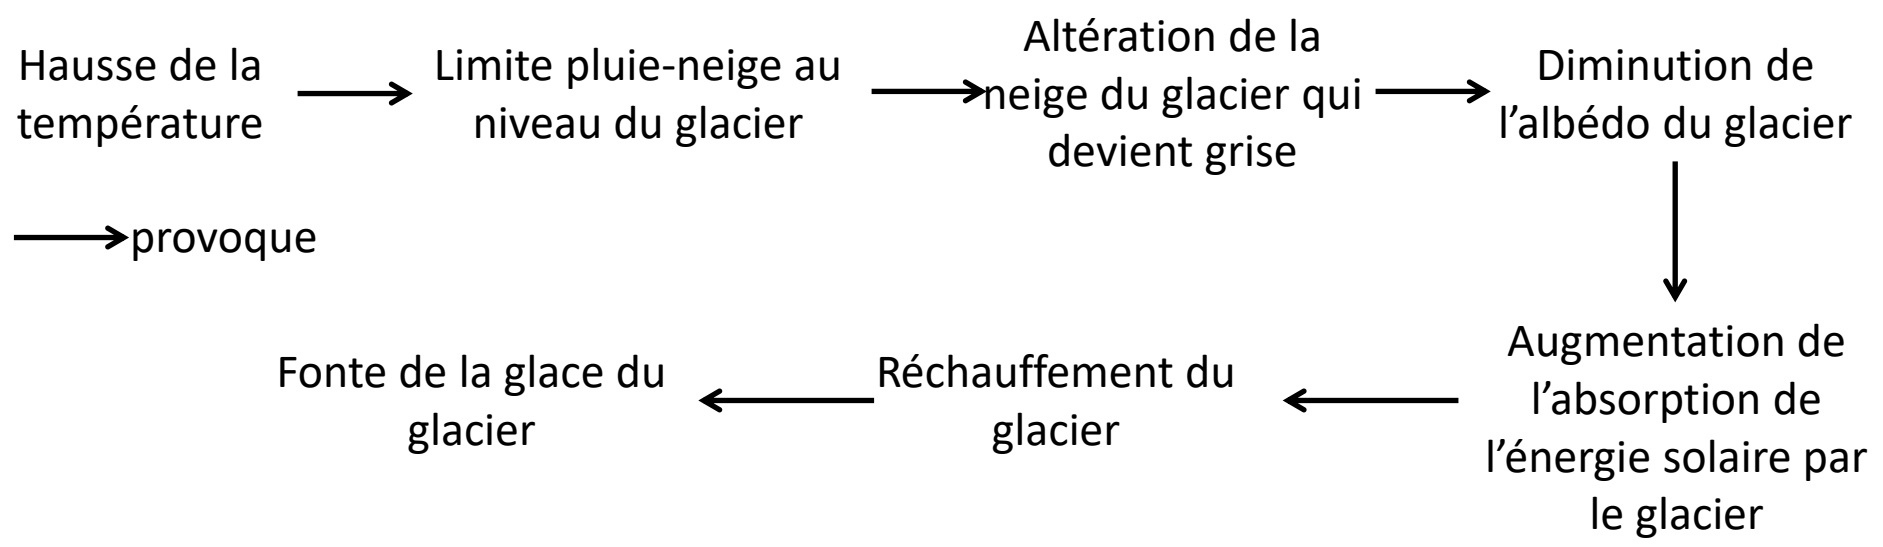 Hausse de la
température
Limite pluie-neige au
niveau du glacier
Altération de la
neige du glacier qui
devient grise
Diminution de
l’albédo du glacier
provoque
Augmentation de
l’absorption de
l’énergie solaire par
le glacier
Réchauffement du
glacier
Fonte de la glace du
glacier